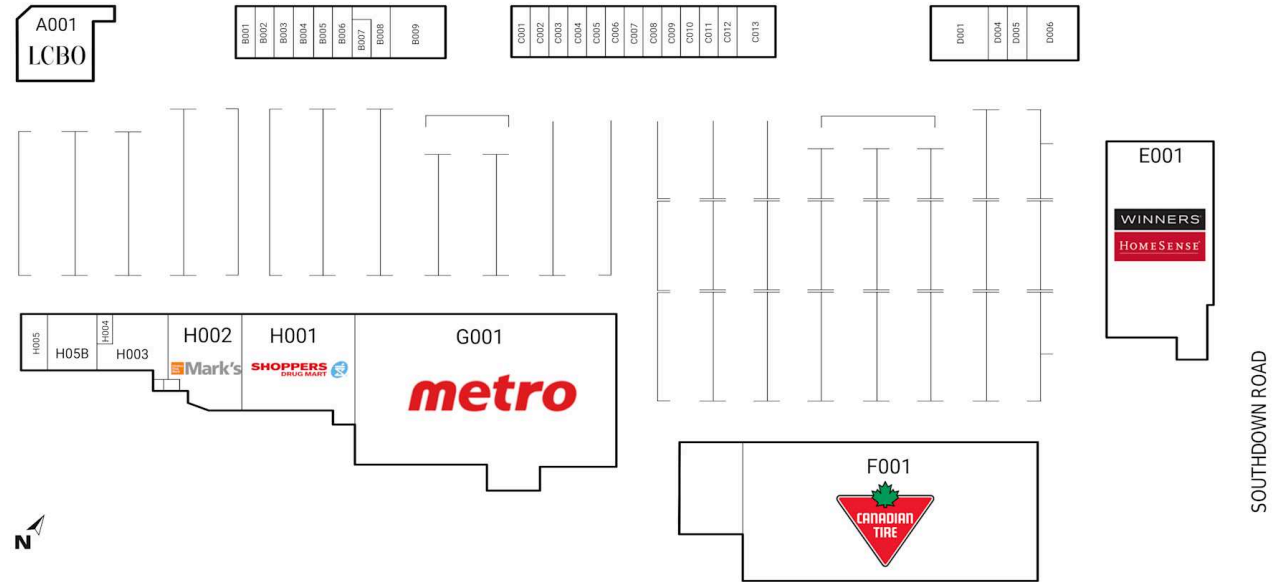 A001
LCBO
B001
B002
B003
B004
B005
B006
B007
B008
B009
C001
C002
C003
C004
C005
C006
C007
C008
C009
C010
C011
C012
C013
D001
D004
D005
D006
E001
WINNERS
HOMESENSE
H005
H05B
H004
H003
H002
Mark's
H001
SHOPPERS
DRUG MART
G001
metro
F001
CANADIAN
TIRE
SOUTHDOWN ROAD
N